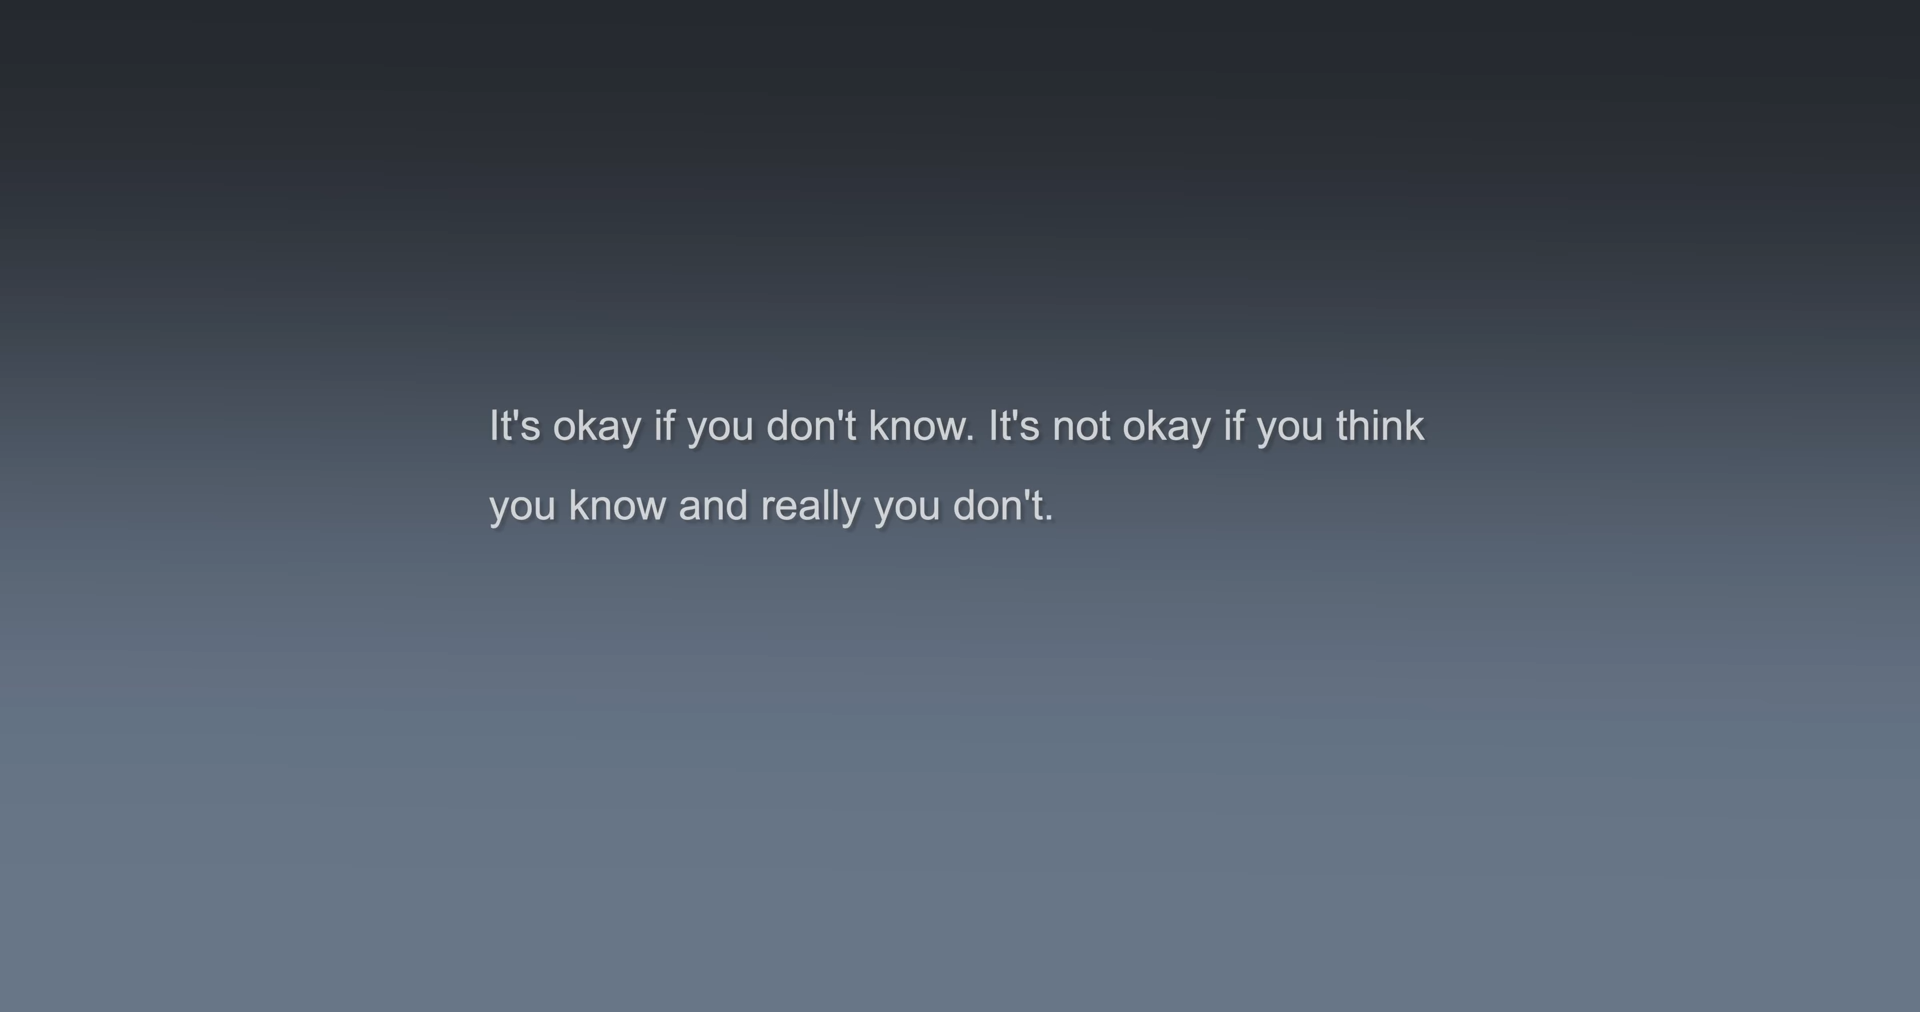 It's okay if you don't know. It's not okay if you think
you know and really you don't.